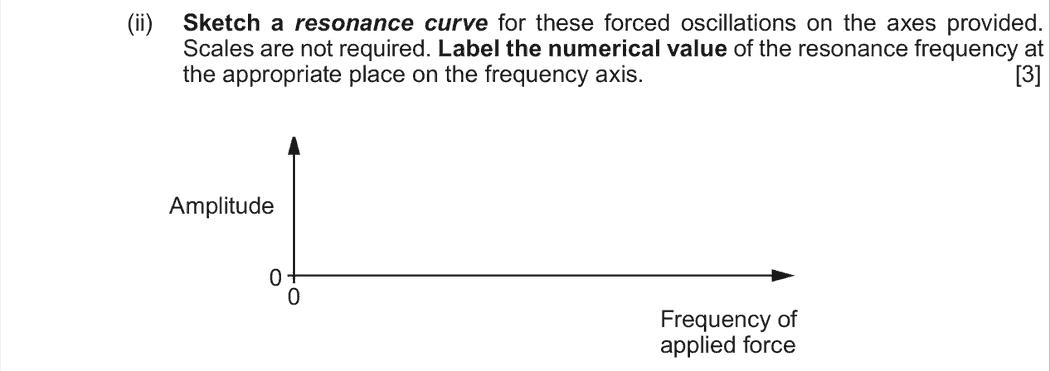 (ii) Sketch a resonance curve for these forced oscillations on the axes provided.
Scales are not required. Label the numerical value of the resonance frequency at
the appropriate place on the frequency axis. [3]
Amplitude
0
0
Frequency of
applied force